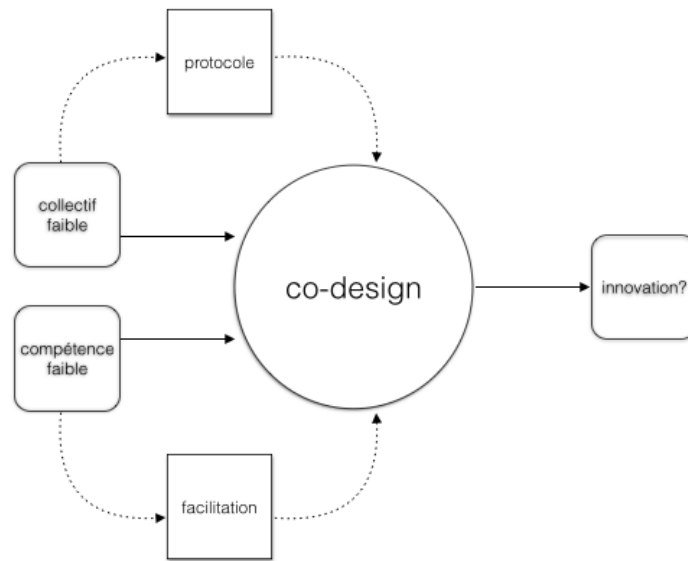 protocole
collectif
faible
co-design
innovation?
compétence
faible
facilitation